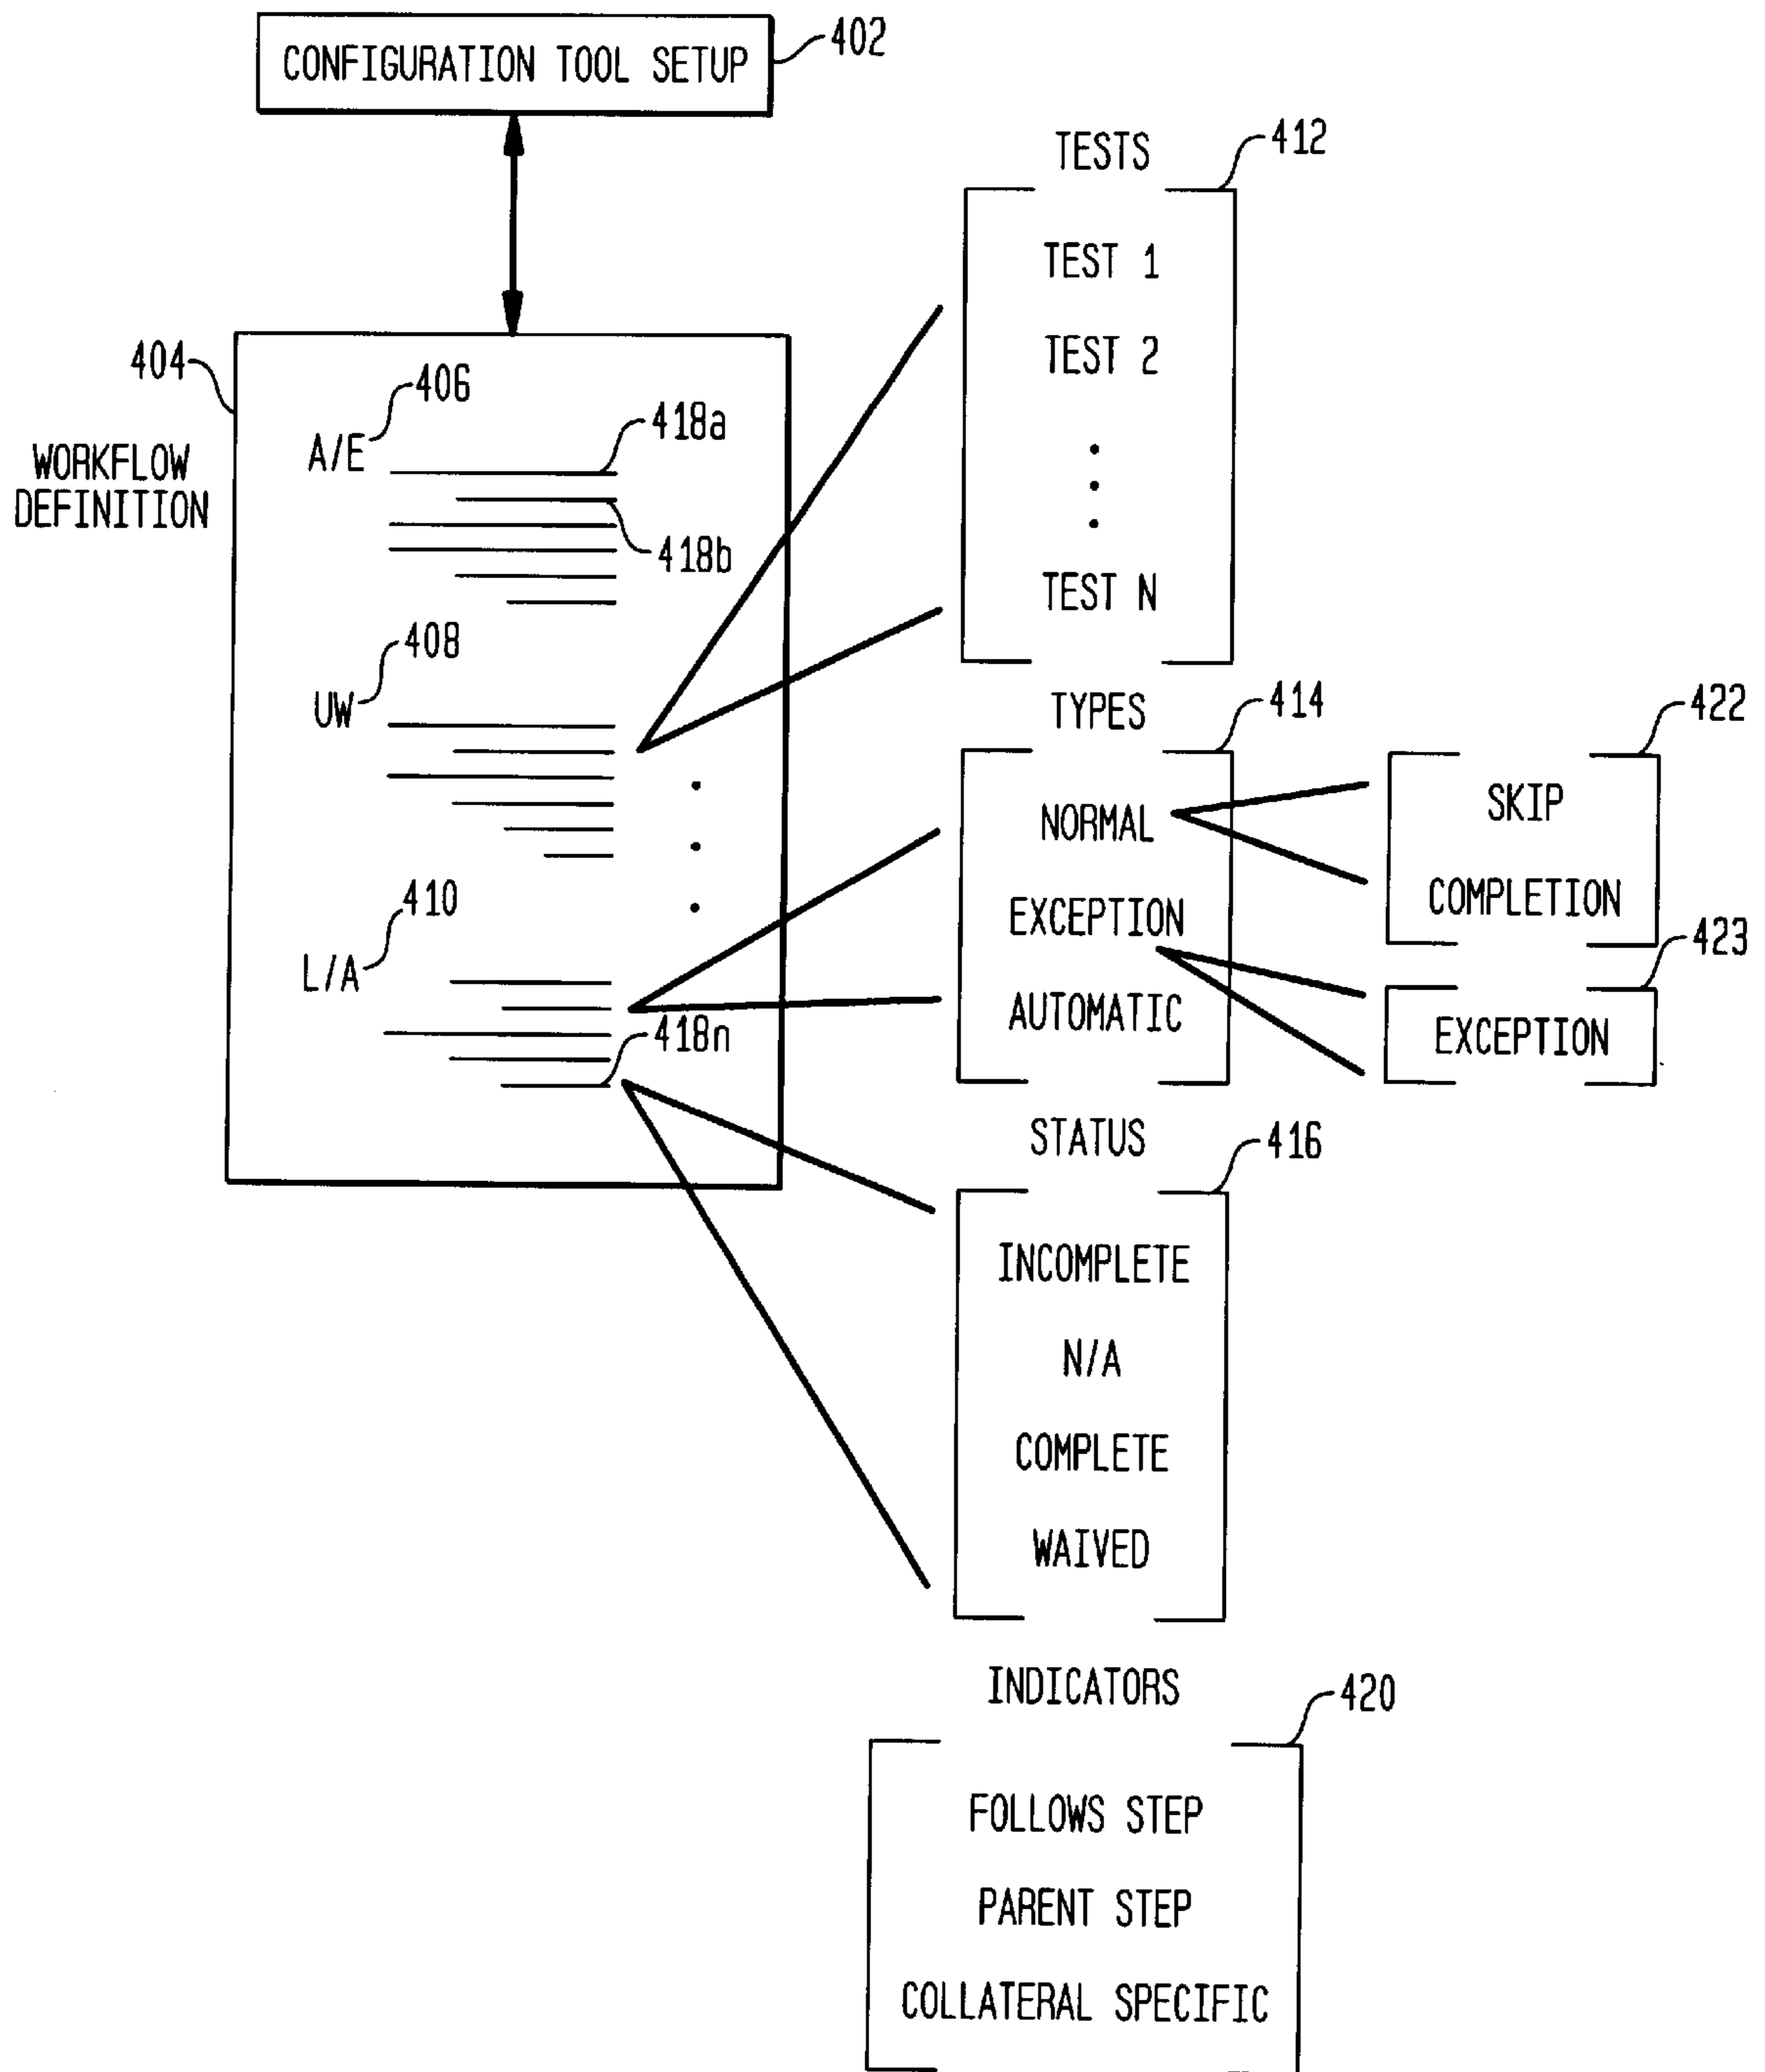 CONFIGURATION TOOL SETUP
402
404
WORKFLOW
DEFINITION
A/E
406
418a
418b
UW
408
L/A
410
418n
TESTS
412
TEST 1
TEST 2
TEST N
TYPES
414
NORMAL
EXCEPTION
AUTOMATIC
422
SKIP
COMPLETION
423
EXCEPTION
STATUS
416
INCOMPLETE
N/A
COMPLETE
WAIVED
INDICATORS
420
FOLLOWS STEP
PARENT STEP
COLLATERAL SPECIFIC